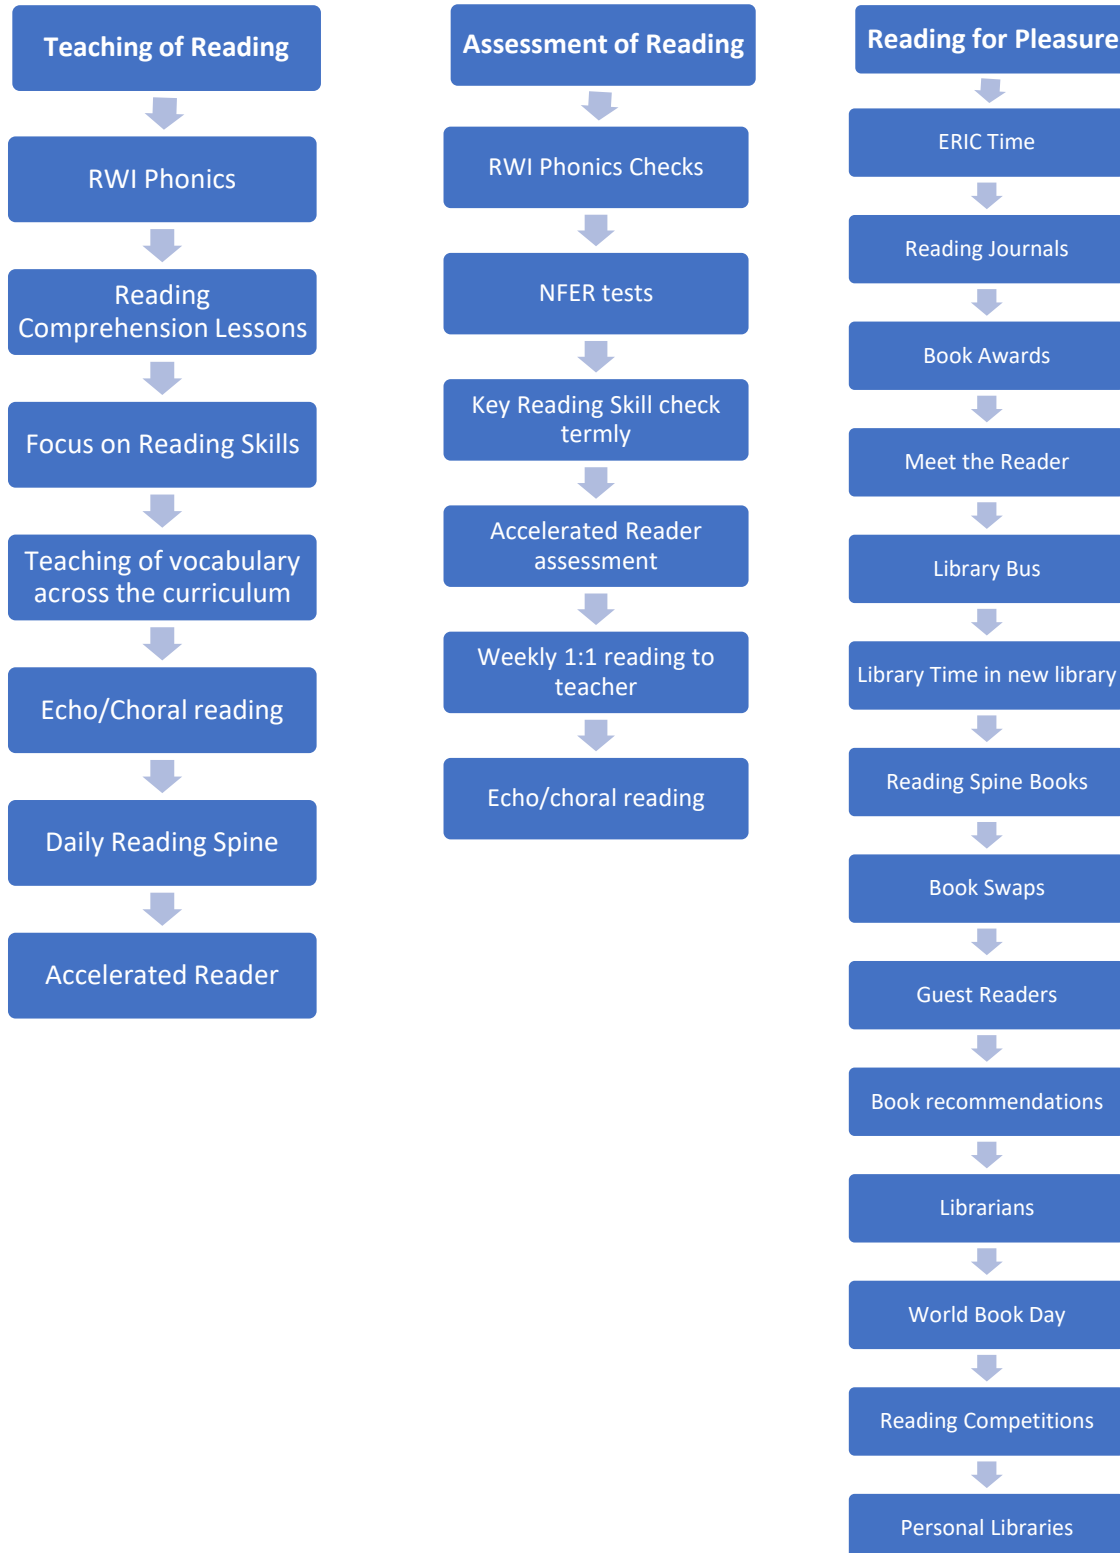 Teaching of Reading
RWI Phonics
Reading
Comprehension Lessons
Focus on Reading Skills
Teaching of vocabulary
across the curriculum
Echo/Choral reading
Daily Reading Spine
Accelerated Reader
Assessment of Reading
RWI Phonics Checks
NFER tests
Key Reading Skill check
termly
Accelerated Reader
assessment
Weekly 1:1 reading to
teacher
Echo/choral reading
Reading for Pleasure
ERIC Time
Reading Journals
Book Awards
Meet the Reader
Library Bus
Library Time in new library
Reading Spine Books
Book Swaps
Guest Readers
Book recommendations
Librarians
World Book Day
Reading Competitions
Personal Libraries